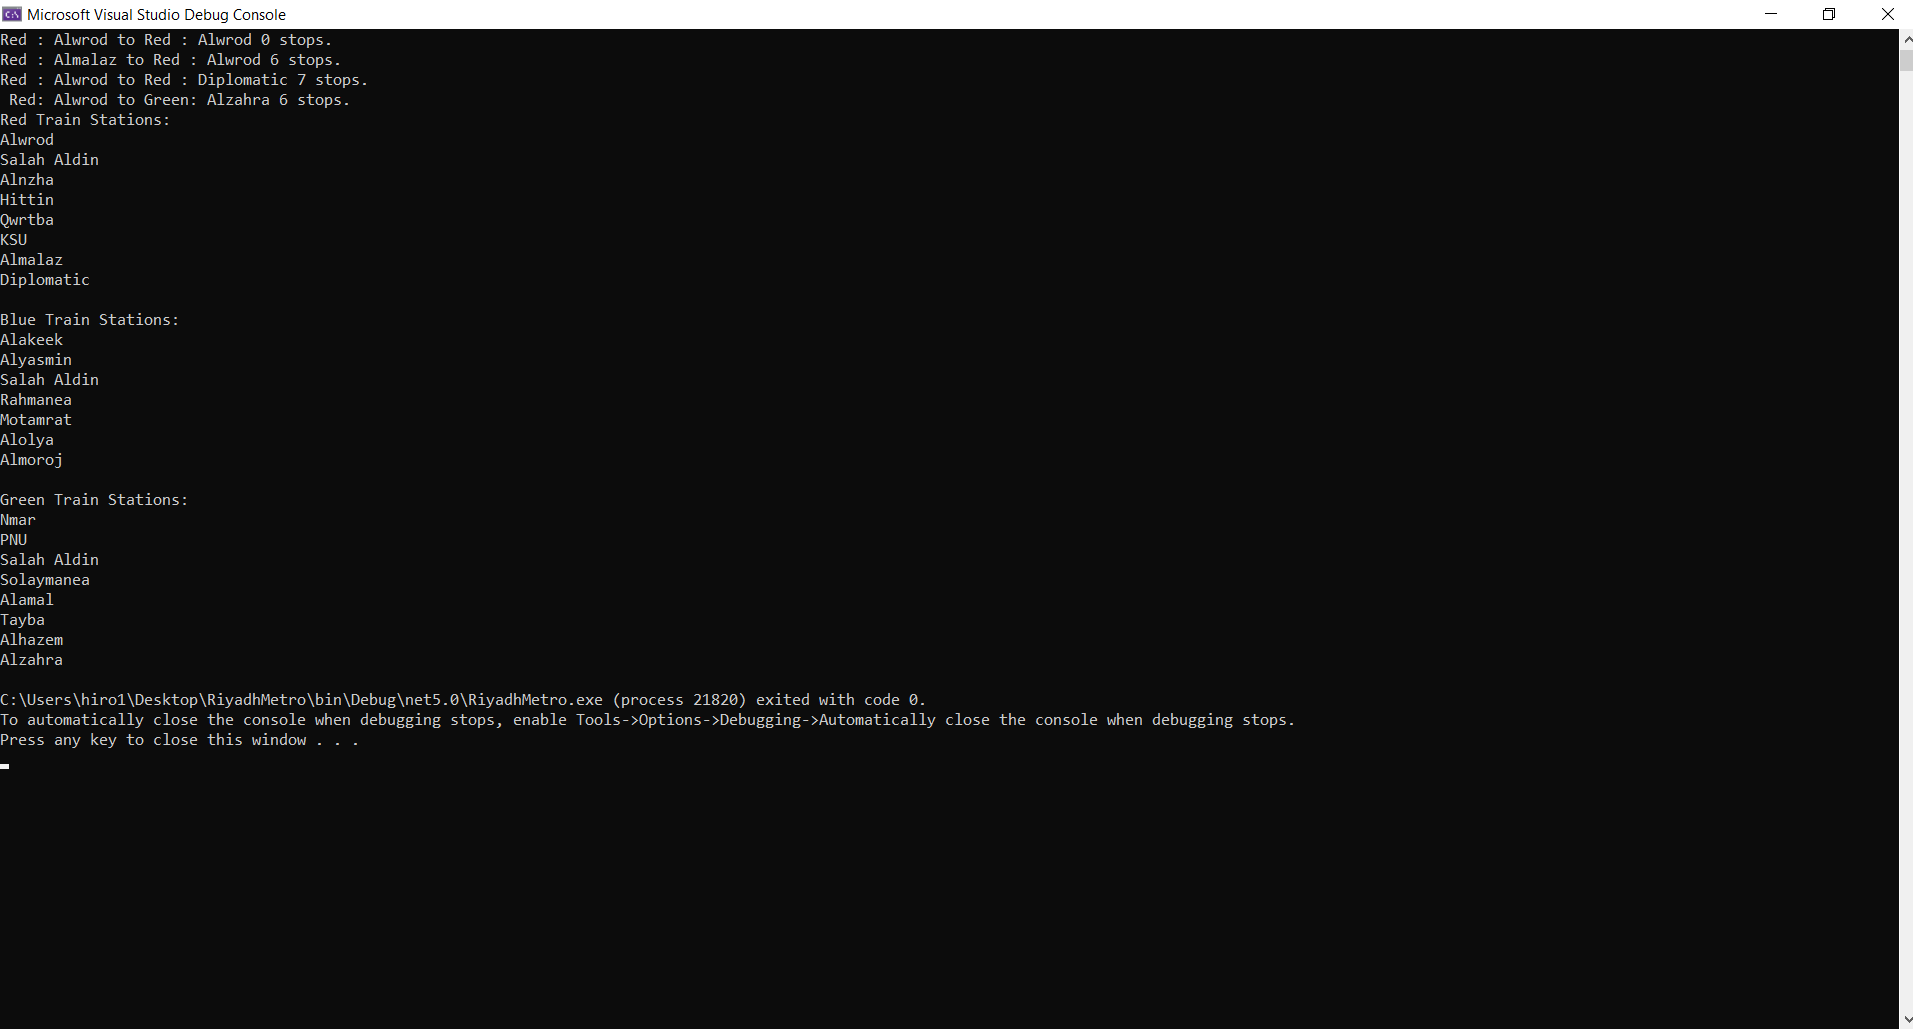 Microsoft Visual Studio Debug Console
Red : Alwrod to Red : Alwrod 0 stops.
Red : Almalaz to Red : Alwrod 6 stops.
Red : Alwrod to Red : Diplomatic 7 stops.
 Red: Alwrod to Green: Alzahra 6 stops.
Red Train Stations:
Alwrod
Salah Aldin
Alnzha
Hittin
Qwrtba
KSU
Almalaz
Diplomatic

Blue Train Stations:
Alakeek
Alyasmin
Salah Aldin
Rahmanea
Motamrat
Alolya
Almoroj

Green Train Stations:
Nmar
PNU
Salah Aldin
Solaymanea
Alamal
Tayba
Alhazem
Alzahra

C:\Users\hiro1\Desktop\RiyadhMetro\bin\Debug\net5.0\RiyadhMetro.exe (process 21820) exited with code 0.
To automatically close the console when debugging stops, enable Tools->Options->Debugging->Automatically close the console when debugging stops.
Press any key to close this window . . .